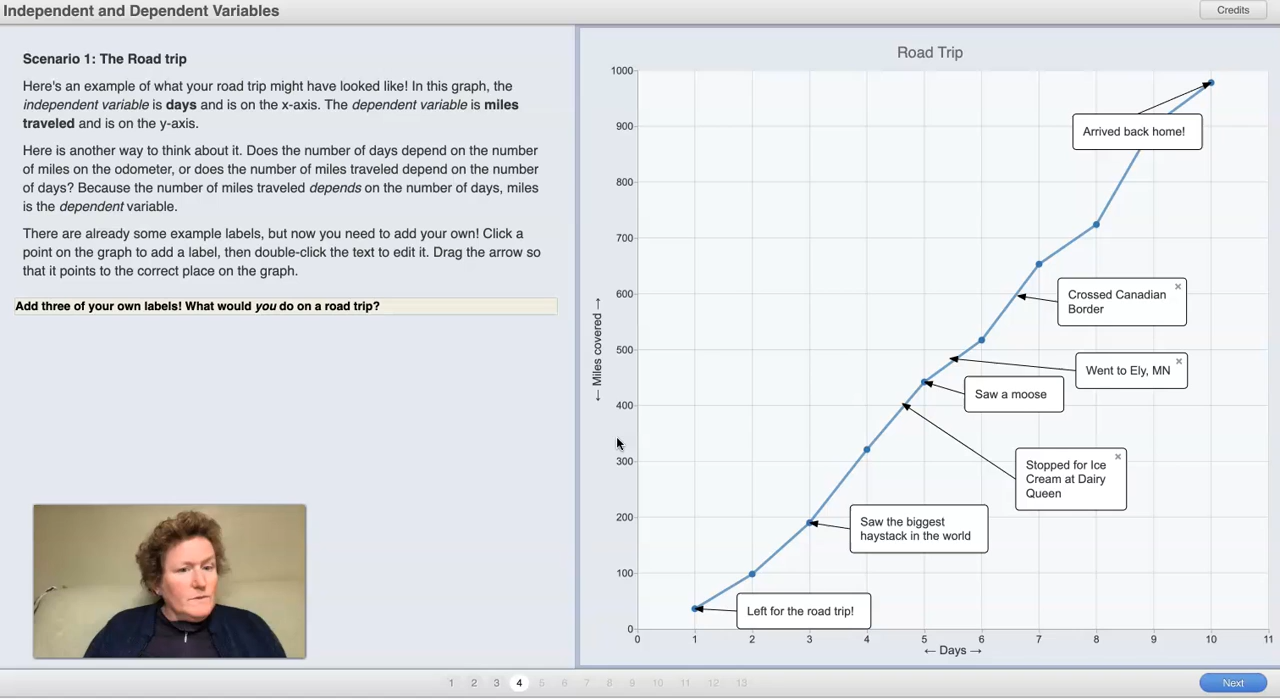 Independent and Dependent Variables
Credits
Scenario 1: The Road trip
Here's an example of what your road trip might have looked like! In this graph, the
independent variable is days and is on the x-axis. The dependent variable is miles
traveled and is on the y-axis.
Here is another way to think about it. Does the number of days depend on the number
of miles on the odometer, or does the number of miles traveled depend on the number
of days? Because the number of miles traveled depends on the number of days, miles
is the dependent variable.
There are already some example labels, but now you need to add your own! Click a
point on the graph to add a label, then double-click the text to edit it. Drag the arrow so
that it points to the correct place on the graph.
Add three of your own labels! What would you do on a road trip?
Road Trip
1000
900
800
700
600
500
400
300
200
100
0
← Miles covered →
Arrived back home!
Crossed Canadian
Border
Went to Ely, MN
Saw a moose
Stopped for Ice
Cream at Dairy
Queen
Saw the biggest
haystack in the world
Left for the road trip!
0 1 2 3 4 5 6 7 8 9 10 11
← Days →
1 2 3 4 5 6 7 8 9 10 11 12 13
Next